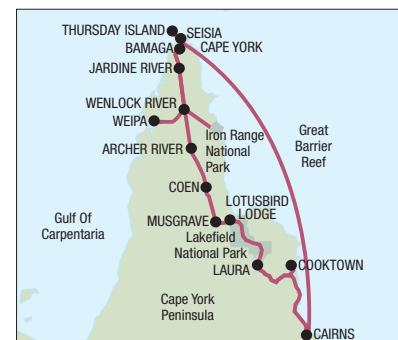 THURSDAY ISLAND
SEISIA
BAMAGA
CAPE YORK
JARDINE RIVER
WENLOCK RIVER
WEIPA
Iron Range
National
Park
Great
Barrier
Reef
ARCHER RIVER
COEN
LOTUSBIRD
LODGE
Gulf Of
Carpentaria
MUSGRAVE
Lakefield
National Park
LAURA
COOKTOWN
Cape York
Peninsula
CAIRNS